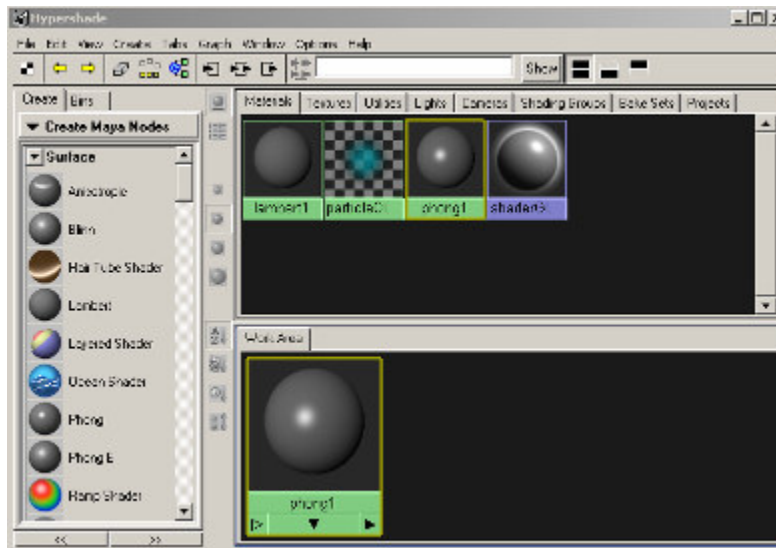 Hypershade
File Edit View Create Tabs Graph Window Options Help
Show
Create Bins
Materials Textures Utilities Lights Cameras Shading Groups Bake Sets Projects
Create Maya Nodes
Surface
Anisotropic
Blinn
Hair Tube Shader
Lambert
Layered Shader
Ocean Shader
Phong
Phong E
Ramp Shader
<< >>
lambert1 particleCl phong1 shaderGl
Work Area
phong1